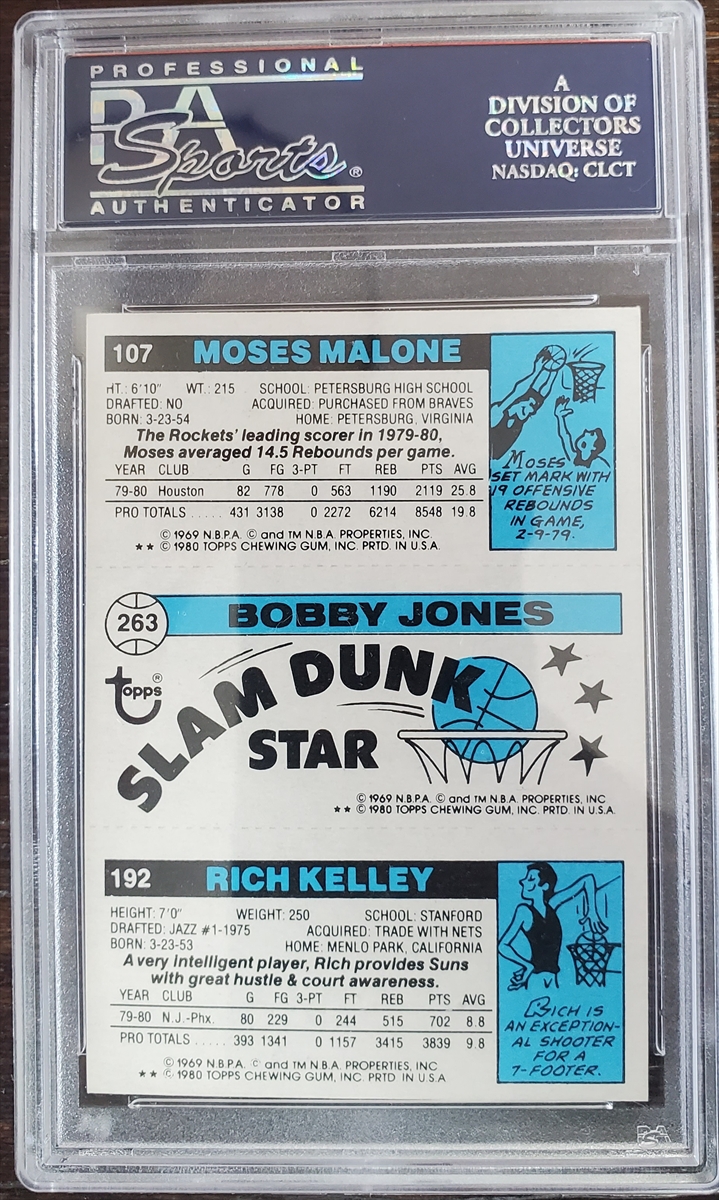 PROFESSIONAL
PSA
Sports®
AUTHENTICATOR
A
DIVISION OF
COLLECTORS
UNIVERSE
NASDAQ: CLCT
107 MOSES MALONE
HT.: 6'10" WT.: 215 SCHOOL: PETERSBURG HIGH SCHOOL
DRAFTED: NO ACQUIRED: PURCHASED FROM BRAVES
BORN: 3-23-54 HOME: PETERSBURG, VIRGINIA
The Rockets' leading scorer in 1979-80,
Moses averaged 14.5 Rebounds per game.
YEAR CLUB G FG 3-PT FT REB PTS AVG
79-80 Houston 82 778 0 563 1190 2119 25.8
PRO TOTALS ..... 431 3138 0 2272 6214 8548 19.8
© 1969 N.B.P.A. © and TM N.B.A. PROPERTIES, INC.
★★ © 1980 TOPPS CHEWING GUM, INC. PRTD. IN U.S.A.
MOSES
SET MARK WITH
19 OFFENSIVE
REBOUNDS
IN GAME,
2-9-79.
263 BOBBY JONES
topps®
SLAM DUNK
STAR
© 1969 N.B.P.A. © and TM N.B.A. PROPERTIES, INC
★★ © 1980 TOPPS CHEWING GUM, INC. PRTD. IN U.S.A.
192 RICH KELLEY
HEIGHT: 7'0" WEIGHT: 250 SCHOOL: STANFORD
DRAFTED: JAZZ #1-1975 ACQUIRED: TRADE WITH NETS
BORN: 3-23-53 HOME: MENLO PARK, CALIFORNIA
A very intelligent player, Rich provides Suns
with great hustle & court awareness.
YEAR CLUB G FG 3-PT FT REB PTS AVG
79-80 N.J.-Phx. 80 229 0 244 515 702 8.8
PRO TOTALS ..... 393 1341 0 1157 3415 3839 9.8
© 1969 N.B.P.A. © and TM N.B.A. PROPERTIES, INC
★★ © 1980 TOPPS CHEWING GUM, INC. PRTD IN U.S.A
RICH IS
AN EXCEPTION-
AL SHOOTER
FOR A
7-FOOTER.
PSA